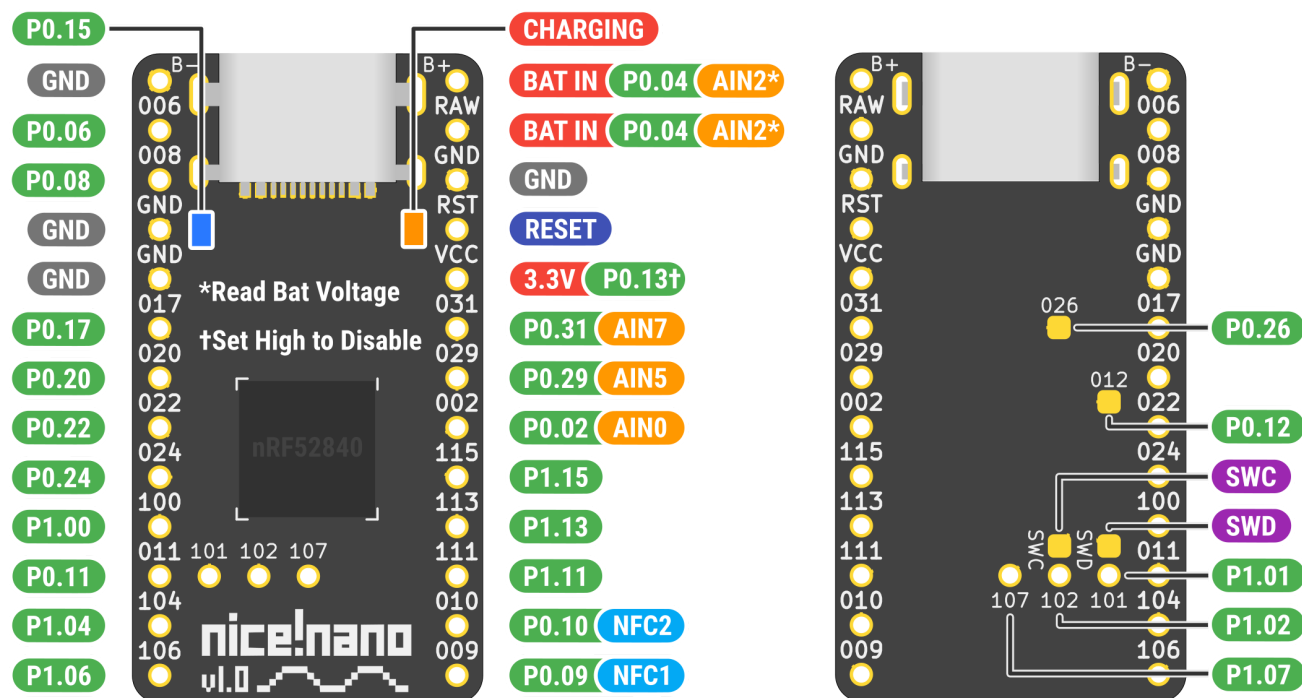 P0.15 CHARGING
B- B+ B+ B-
GND BAT IN P0.04 AIN2*
006 RAW RAW 006
P0.06 BAT IN P0.04 AIN2*
008 GND GND 008
P0.08 GND
GND RST RST GND
GND RESET
GND VCC VCC GND
GND *Read Bat Voltage 3.3V P0.13†
017 031 031 026 017
P0.17 †Set High to Disable P0.31 AIN7 P0.26
020 029 029 020
P0.20 P0.29 AIN5
022 002 002 012 022
P0.22 P0.02 AIN0 P0.12
nRF52840
024 115 115 024
P0.24 P1.15 SWC
100 113 113 100
P1.00 P1.13 SWD
011 101 102 107 111 111 SWC SWD 011
P0.11 P1.11 P1.01
104 010 010 107 102 101 104
P1.04 nice!nano P0.10 NFC2 P1.02
106 009 009 106
P1.06 v1.0 P0.09 NFC1 P1.07